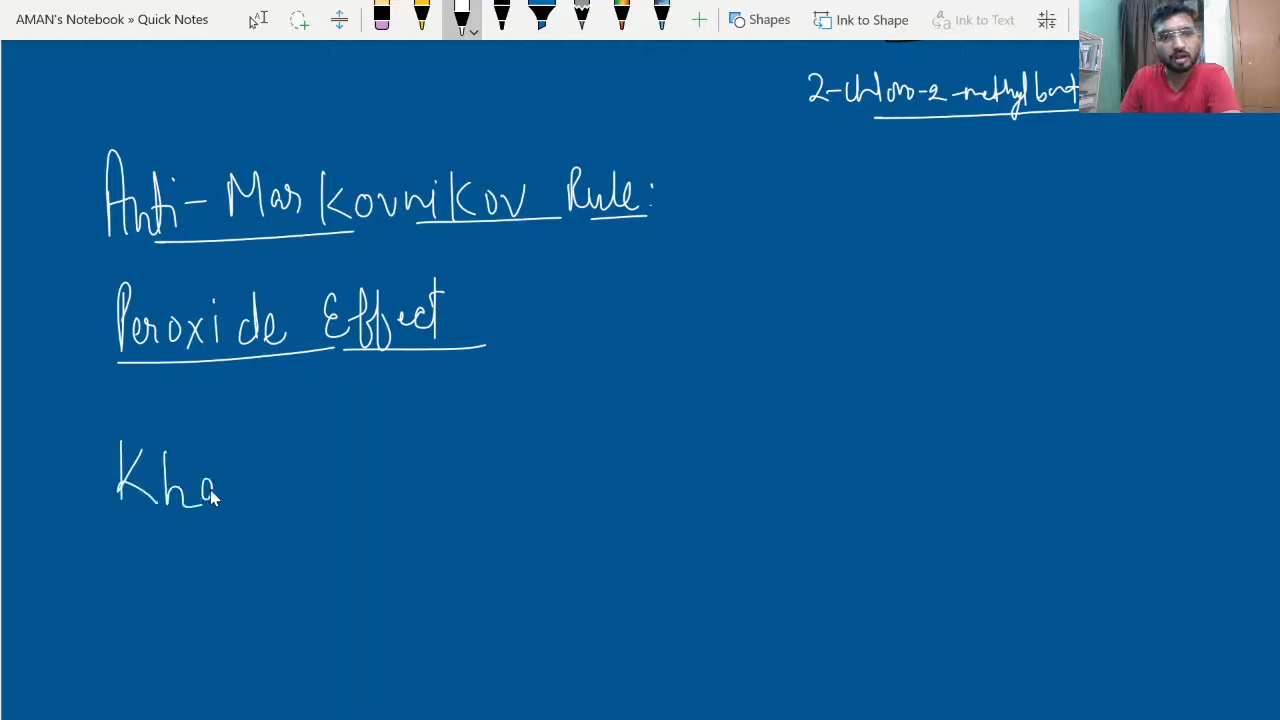 AMAN's Notebook » Quick Notes
Shapes
Ink to Shape
Ink to Text
2-chloro-2-methylbut
Anti-Markovnikov Rule:
Peroxide Effect
Kha